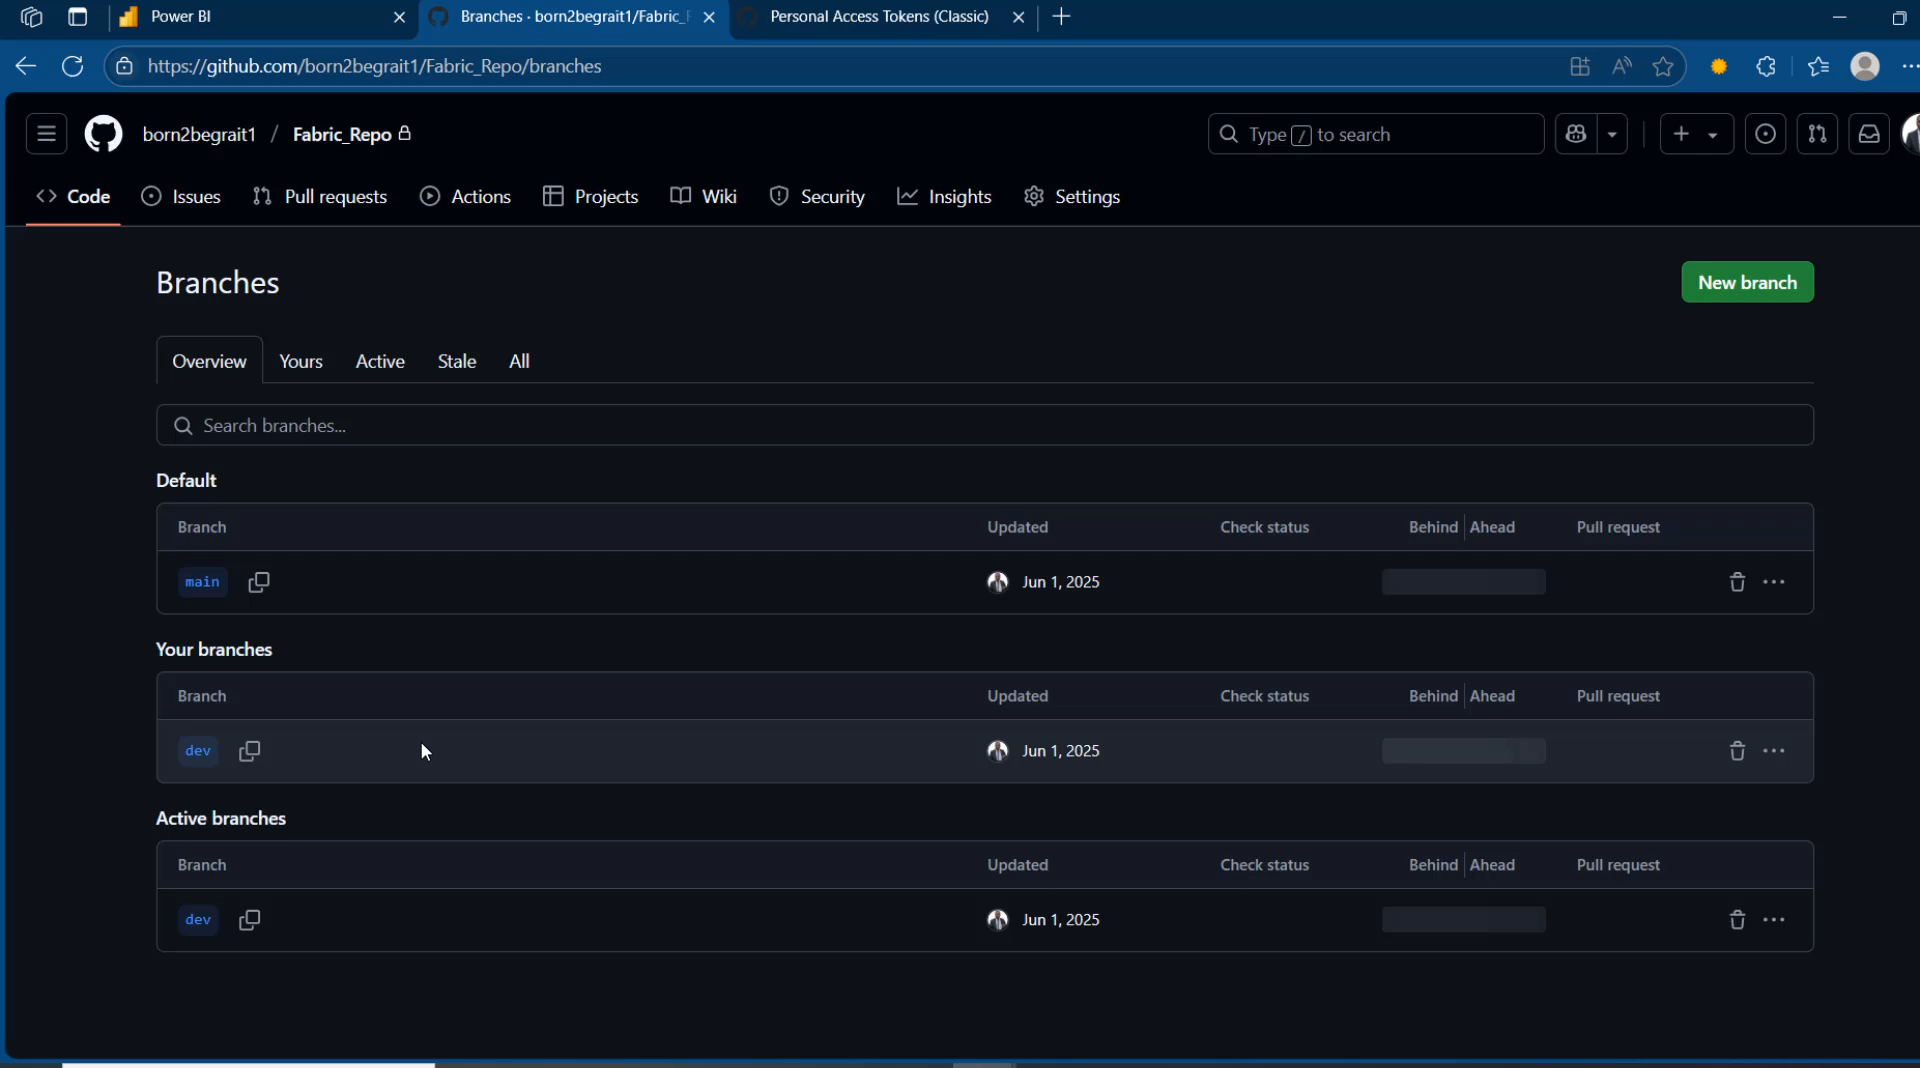 Power BI
Branches · born2begrait1/Fabric_
Personal Access Tokens (Classic)
https://github.com/born2begrait1/Fabric_Repo/branches
born2begrait1 / Fabric_Repo
Type / to search
Code Issues Pull requests Actions Projects Wiki Security Insights Settings
Branches
New branch
Overview Yours Active Stale All
Search branches...
Default
Branch Updated Check status Behind Ahead Pull request
main Jun 1, 2025
Your branches
Branch Updated Check status Behind Ahead Pull request
dev Jun 1, 2025
Active branches
Branch Updated Check status Behind Ahead Pull request
dev Jun 1, 2025